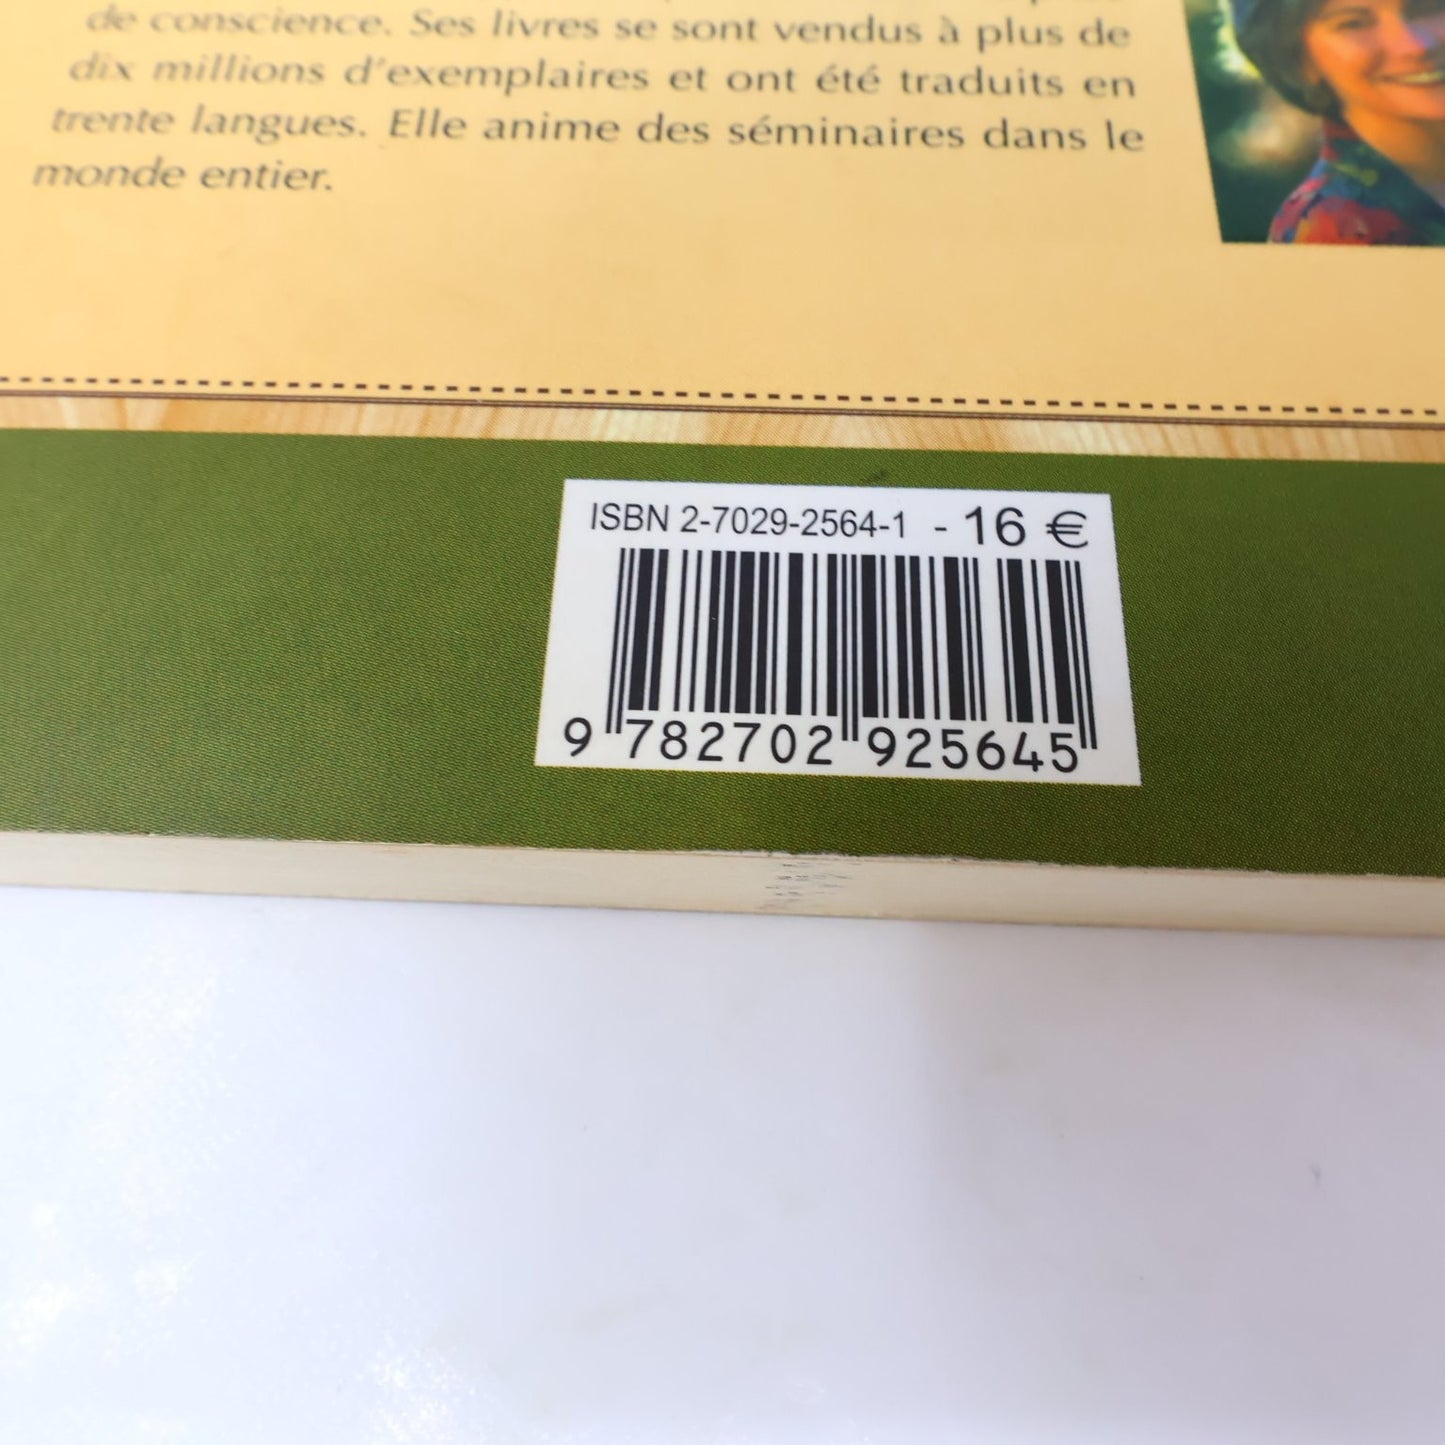 de conscience. Ses livres se sont vendus à plus de
dix millions d'exemplaires et ont été traduits en
trente langues. Elle anime des séminaires dans le
monde entier.
ISBN 2-7029-2564-1 - 16 €
9 782702 925645